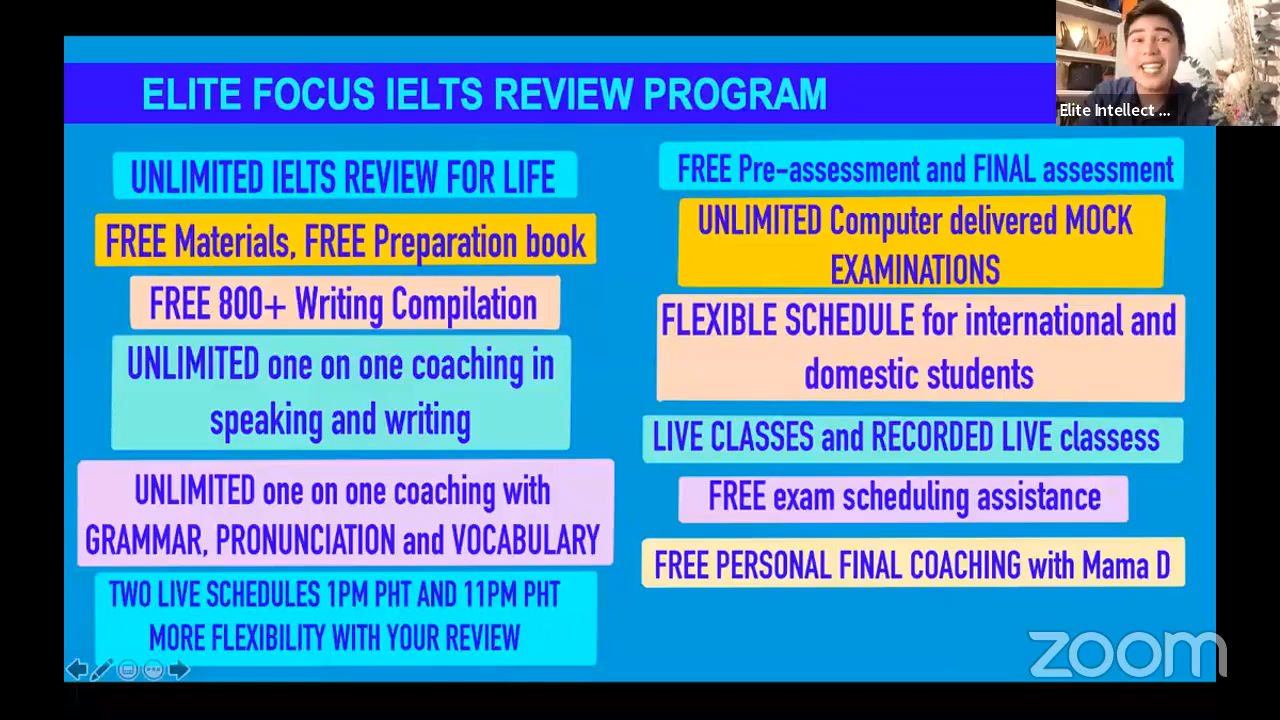 ELITE FOCUS IELTS REVIEW PROGRAM
Elite Intellect ...
UNLIMITED IELTS REVIEW FOR LIFE
FREE Materials, FREE Preparation book
FREE 800+ Writing Compilation
UNLIMITED one on one coaching in
speaking and writing
UNLIMITED one on one coaching with
GRAMMAR, PRONUNCIATION and VOCABULARY
TWO LIVE SCHEDULES 1PM PHT AND 11PM PHT
MORE FLEXIBILITY WITH YOUR REVIEW
FREE Pre-assessment and FINAL assessment
UNLIMITED Computer delivered MOCK
EXAMINATIONS
FLEXIBLE SCHEDULE for international and
domestic students
LIVE CLASSES and RECORDED LIVE classess
FREE exam scheduling assistance
FREE PERSONAL FINAL COACHING with Mama D
zoom